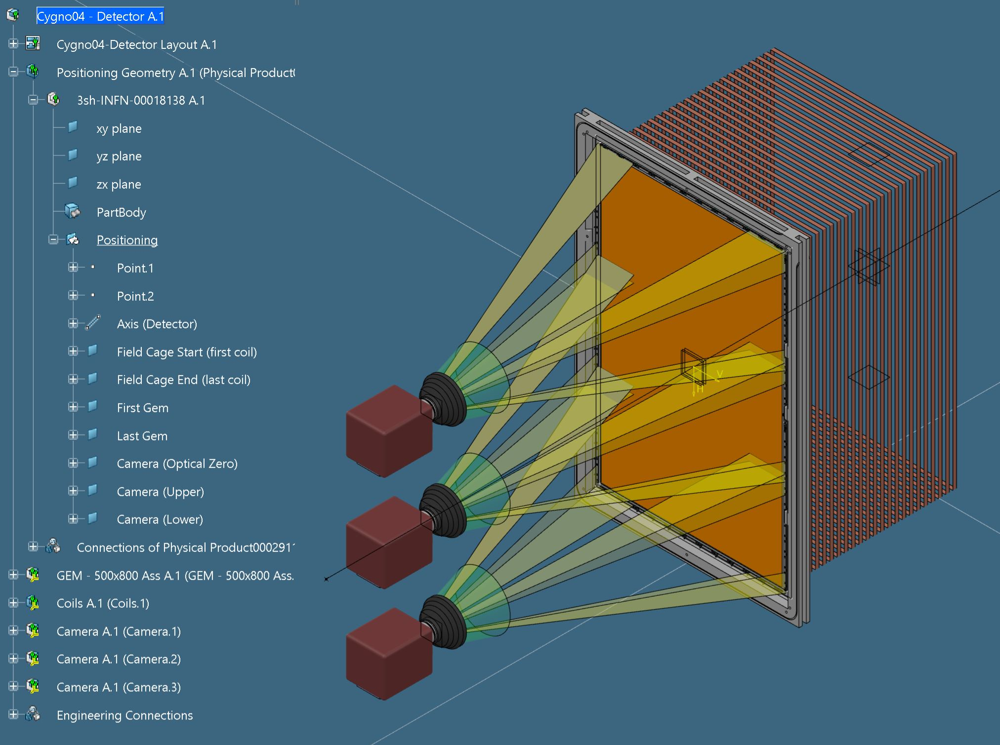 Cygno04 - Detector A.1
Cygno04-Detector Layout A.1
Positioning Geometry A.1 (Physical Product(
3sh-INFN-00018138 A.1
xy plane
yz plane
zx plane
PartBody
Positioning
Point.1
Point.2
Axis (Detector)
Field Cage Start (first coil)
Field Cage End (last coil)
First Gem
Last Gem
Camera (Optical Zero)
Camera (Upper)
Camera (Lower)
Connections of Physical Product0002911
GEM - 500x800 Ass A.1 (GEM - 500x800 Ass.
Coils A.1 (Coils.1)
Camera A.1 (Camera.1)
Camera A.1 (Camera.2)
Camera A.1 (Camera.3)
Engineering Connections
V
H